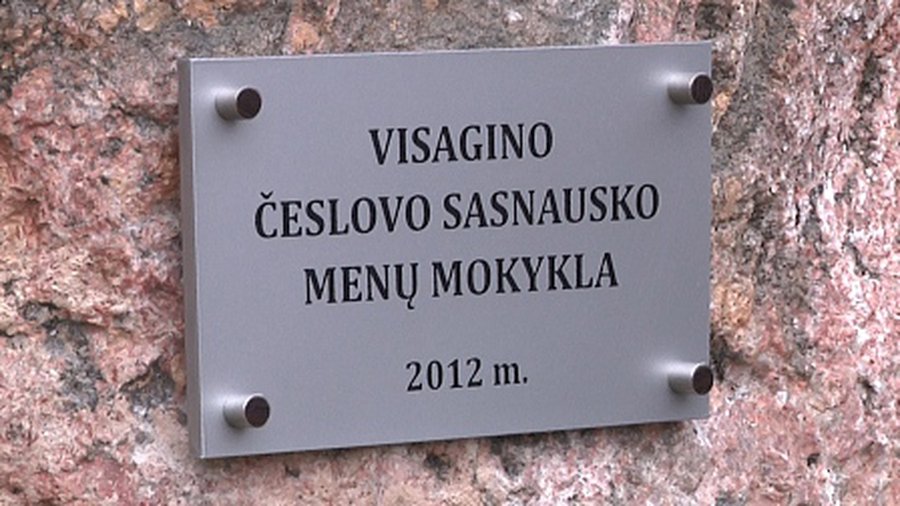 VISAGINO
ČESLOVO SASNAUSKO
MENŲ MOKYKLA
2012 m.